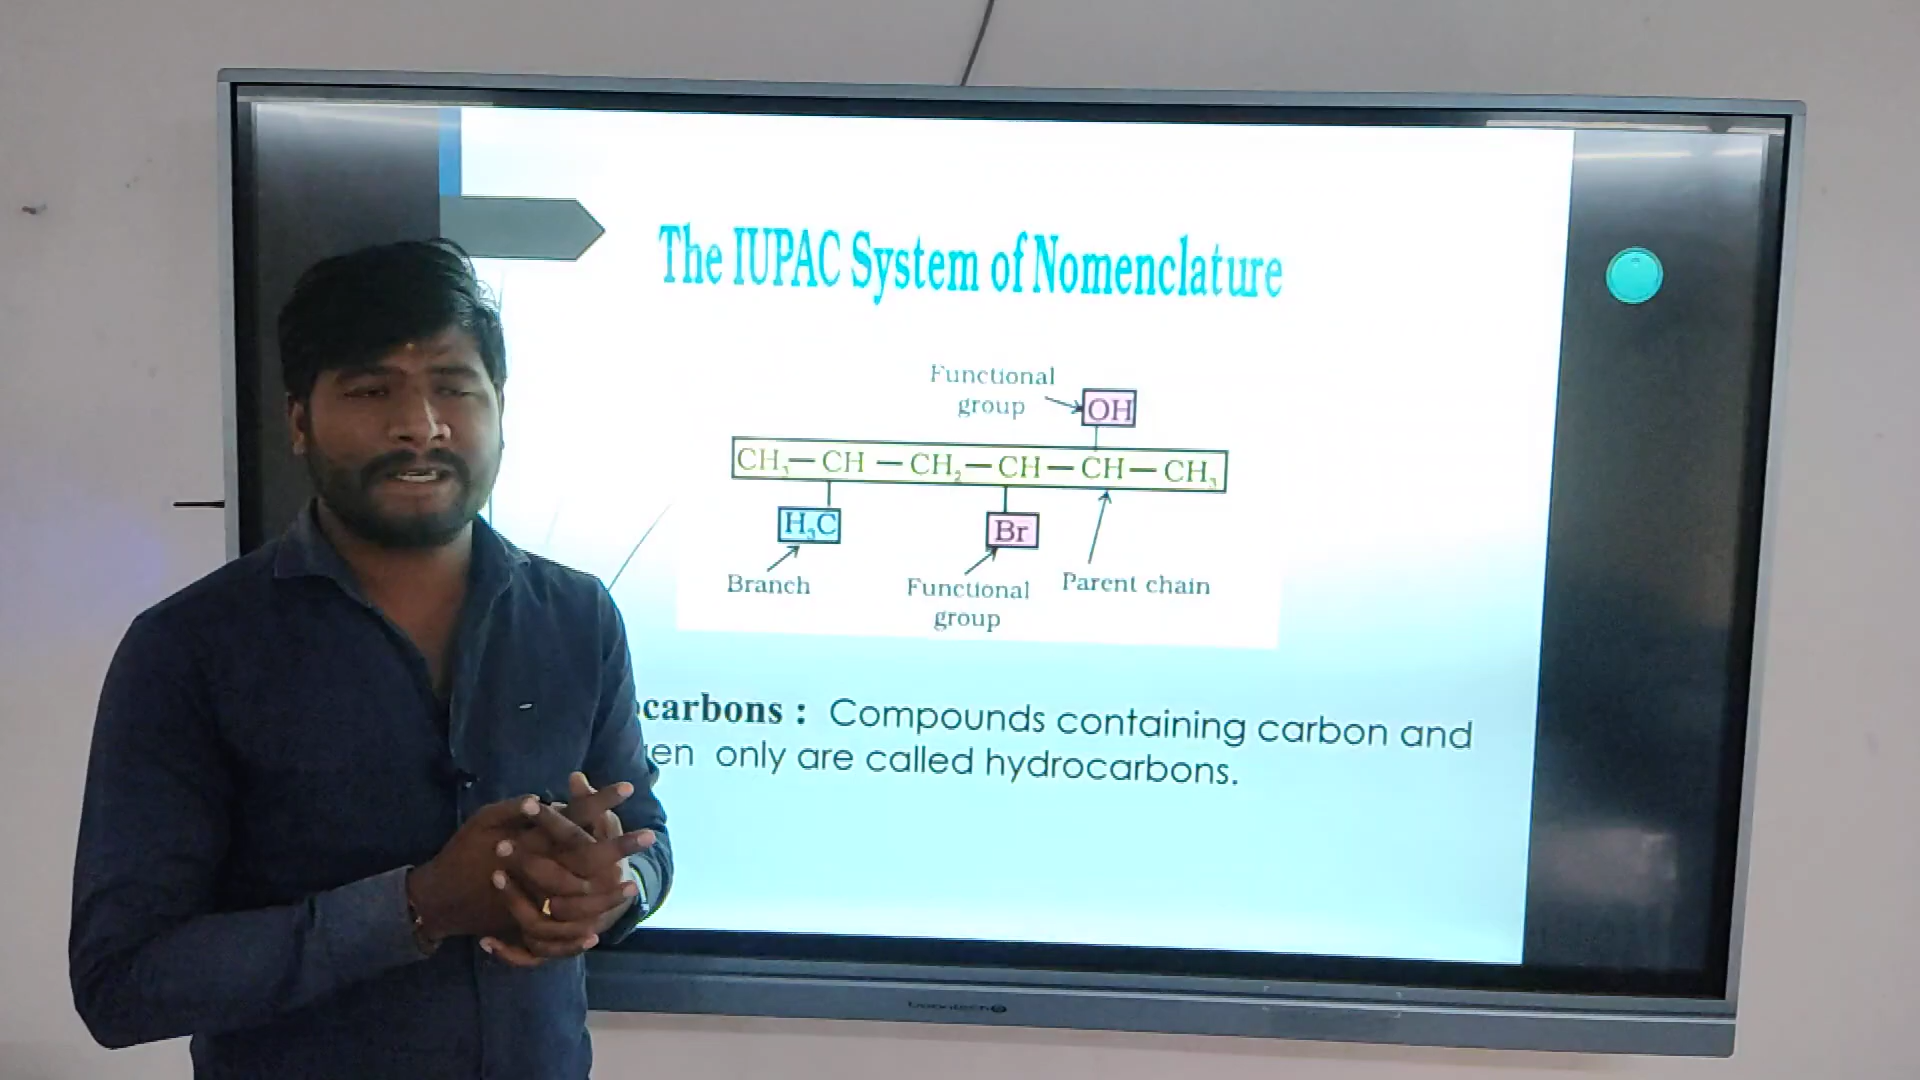 The IUPAC System of Nomenclature
Functional
group
OH
CH₃—CH—CH₂—CH—CH—CH₃
H₃C
Br
Branch
Functional
group
Parent chain
carbons : Compounds containing carbon and
en only are called hydrocarbons.